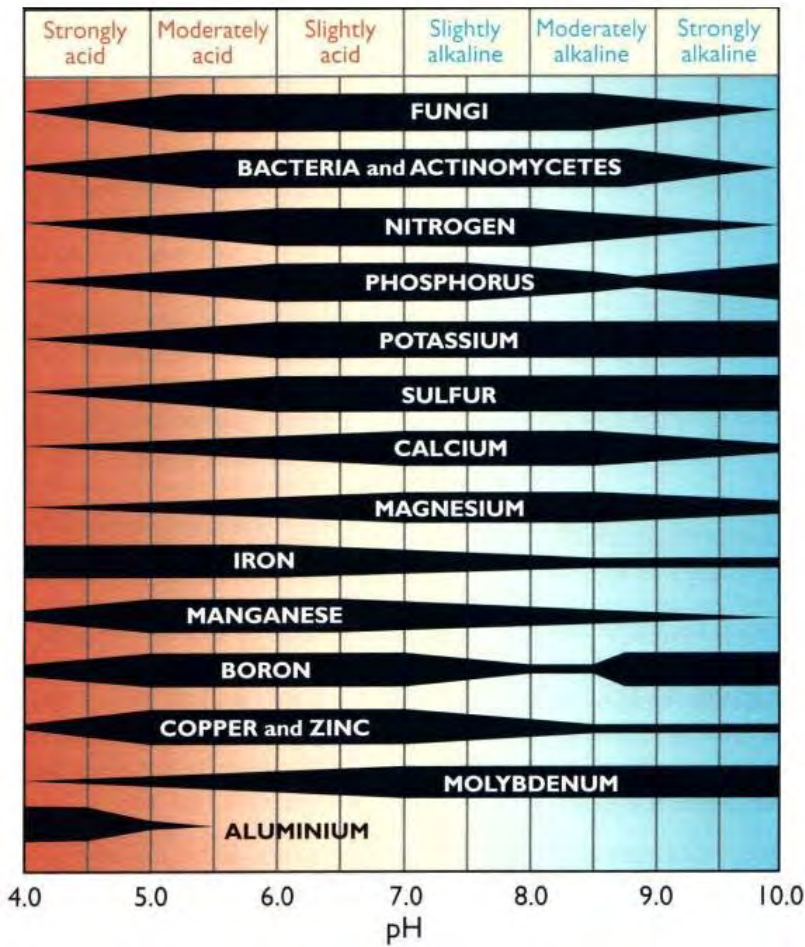 Strongly acid
Moderately acid
Slightly acid
Slightly alkaline
Moderately alkaline
Strongly alkaline
FUNGI
BACTERIA and ACTINOMYCETES
NITROGEN
PHOSPHORUS
POTASSIUM
SULFUR
CALCIUM
MAGNESIUM
IRON
MANGANESE
BORON
COPPER and ZINC
MOLYBDENUM
ALUMINIUM
4.0 5.0 6.0 7.0 8.0 9.0 10.0
pH